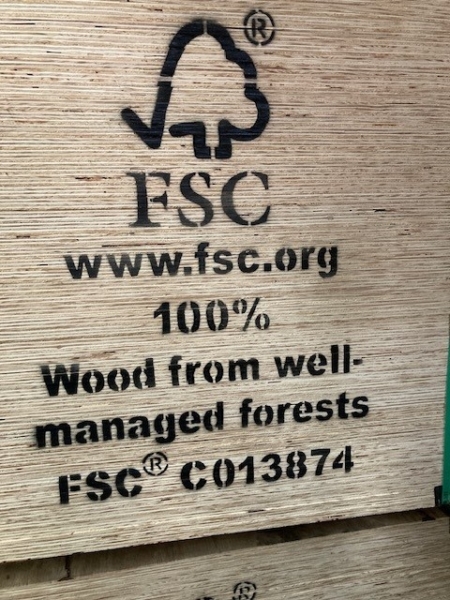 ®
FSC
www.fsc.org
100%
Wood from well-
managed forests
FSC® C013874
®